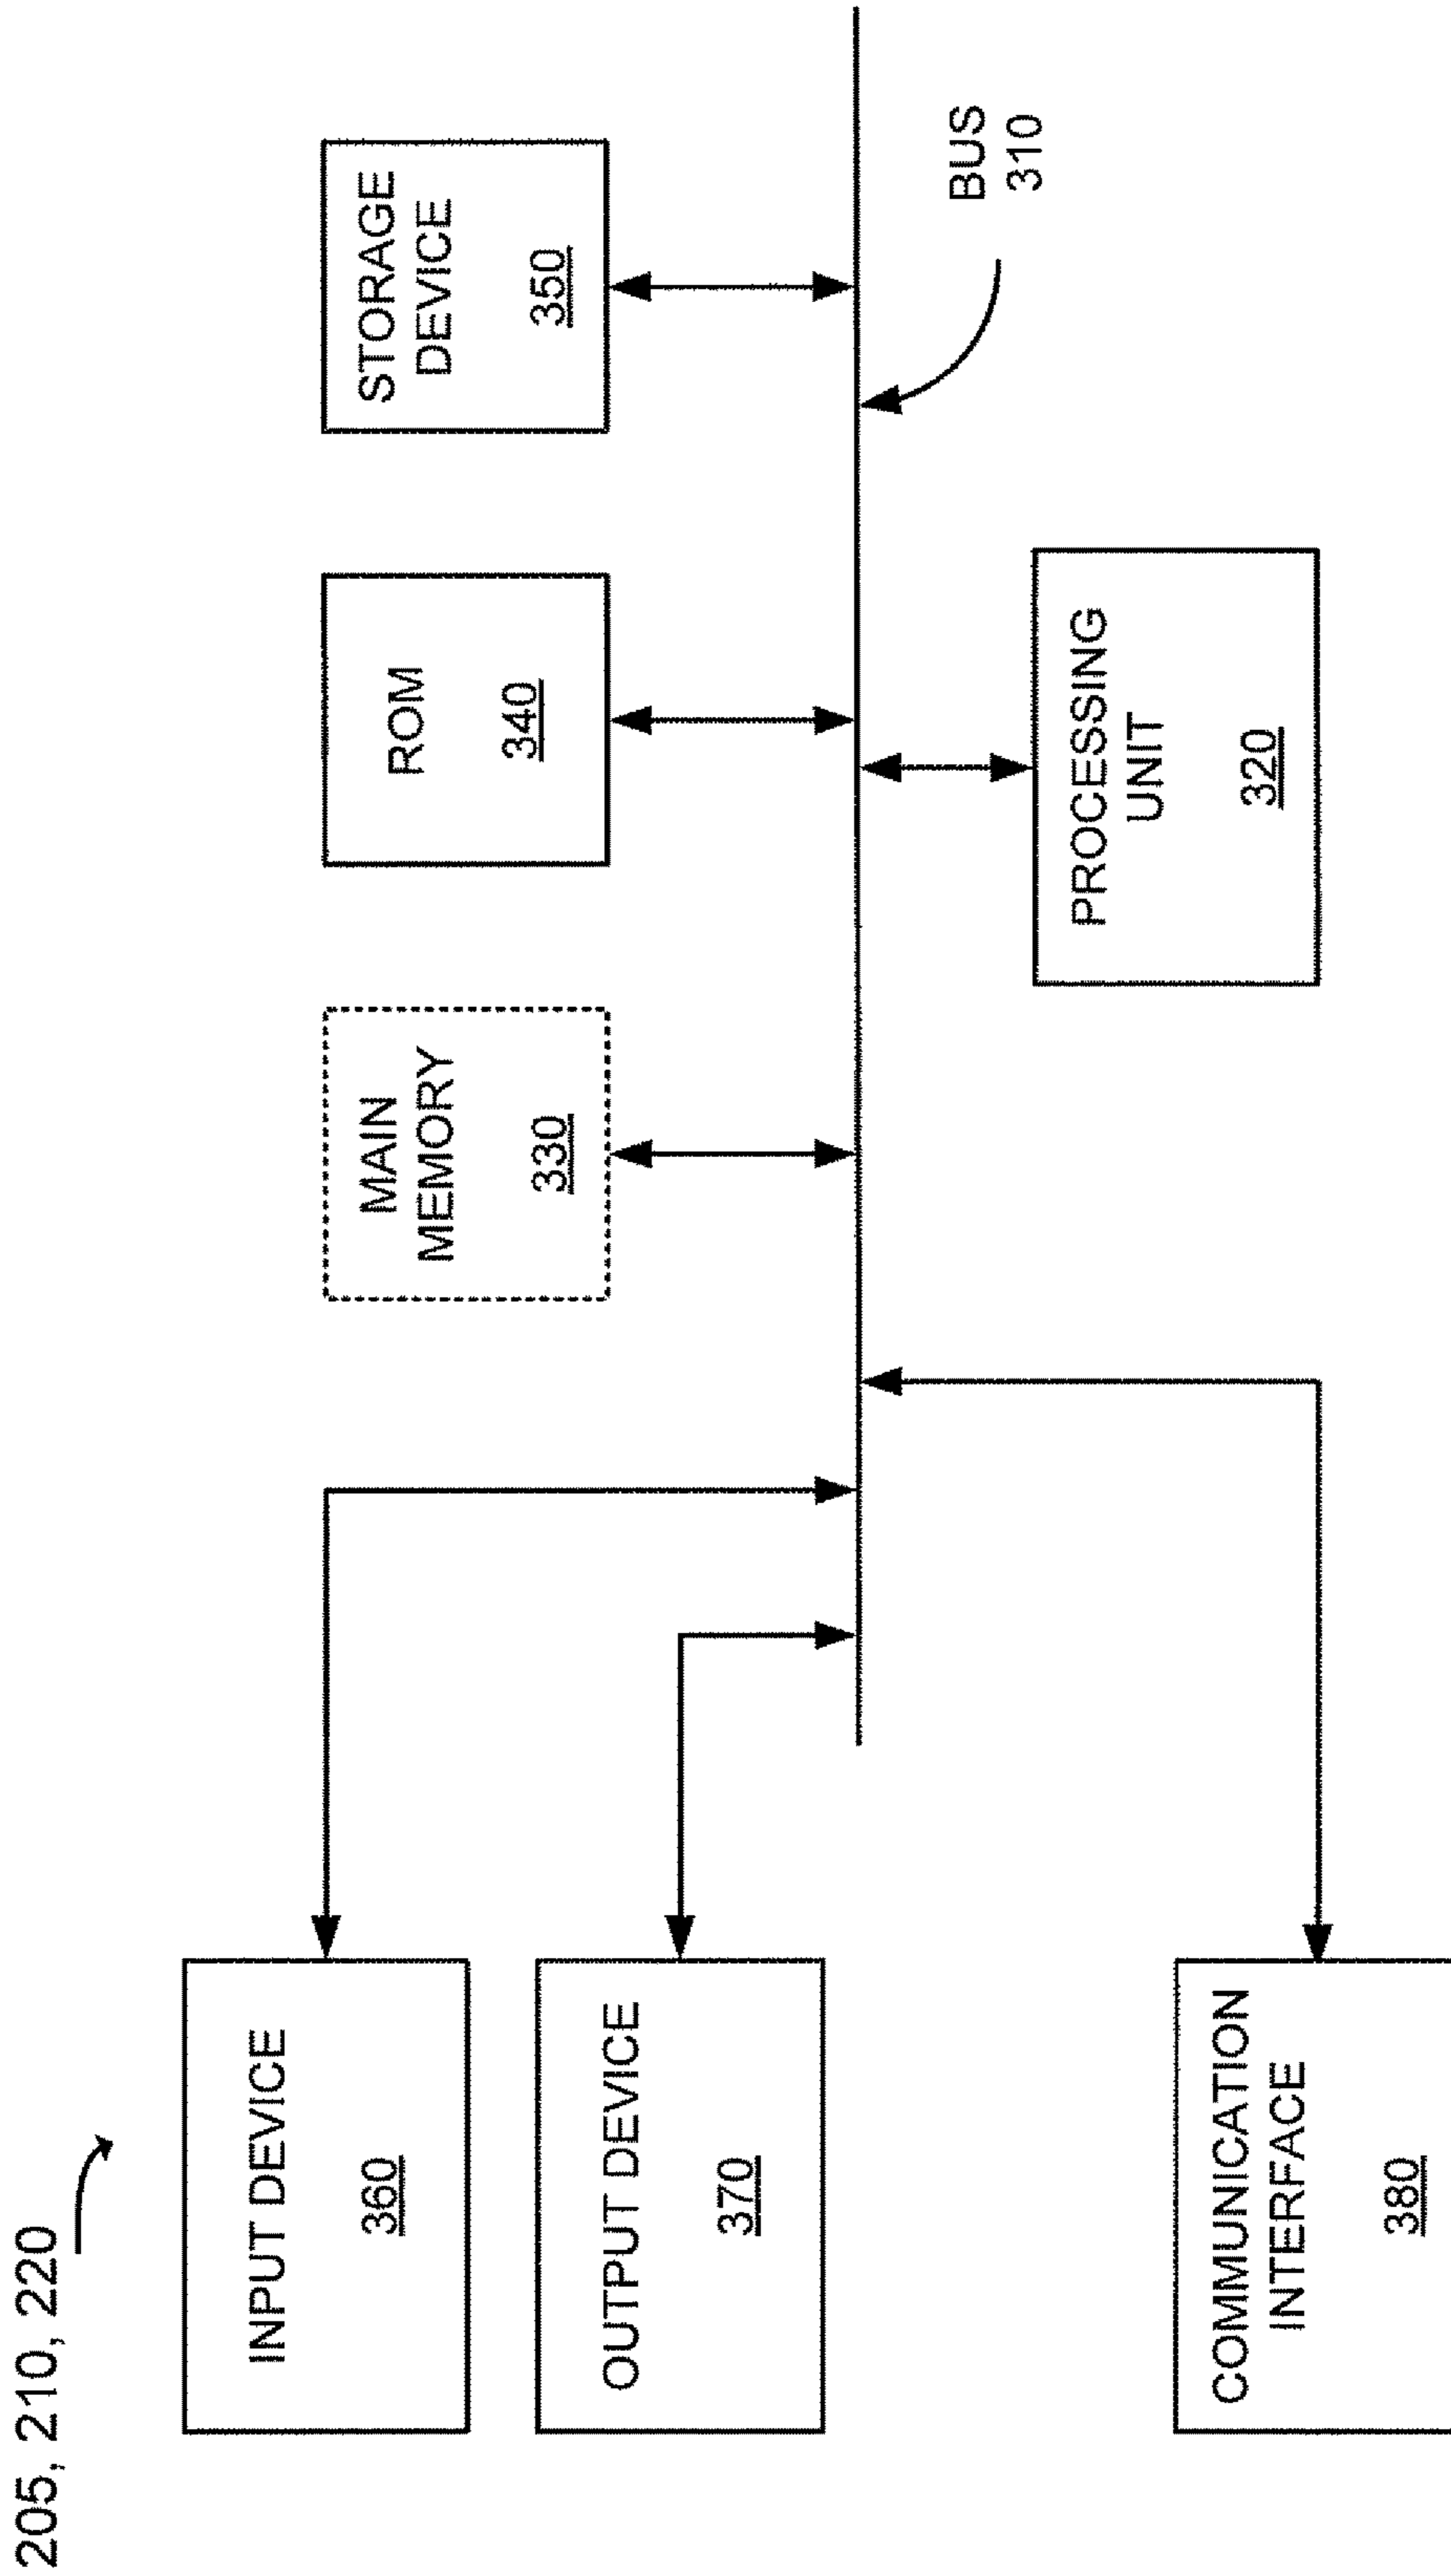 205, 210, 220
INPUT DEVICE
360
OUTPUT DEVICE
370
COMMUNICATION
INTERFACE
380
MAIN
MEMORY
330
ROM
340
STORAGE
DEVICE
350
BUS
310
PROCESSING
UNIT
320